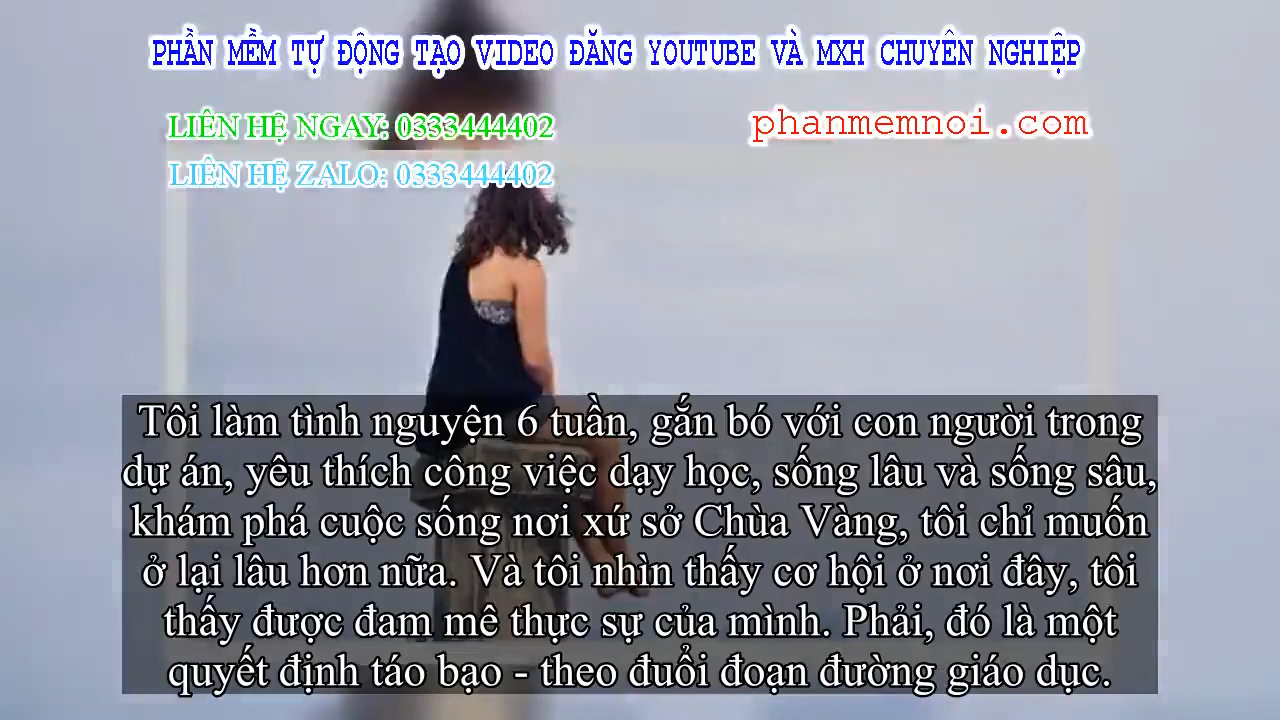 PHẦN MỀM TỰ ĐỘNG TẠO VIDEO ĐĂNG YOUTUBE VÀ MXH CHUYÊN NGHIỆP
LIÊN HỆ NGAY: 0333444402
phanmemnoi.com
LIÊN HỆ ZALO: 0333444402
Tôi làm tình nguyện 6 tuần, gắn bó với con người trong
dự án, yêu thích công việc dạy học, sống lâu và sống sâu,
khám phá cuộc sống nơi xứ sở Chùa Vàng, tôi chỉ muốn
ở lại lâu hơn nữa. Và tôi nhìn thấy cơ hội ở nơi đây, tôi
thấy được đam mê thực sự của mình. Phải, đó là một
quyết định táo bạo - theo đuổi đoạn đường giáo dục.